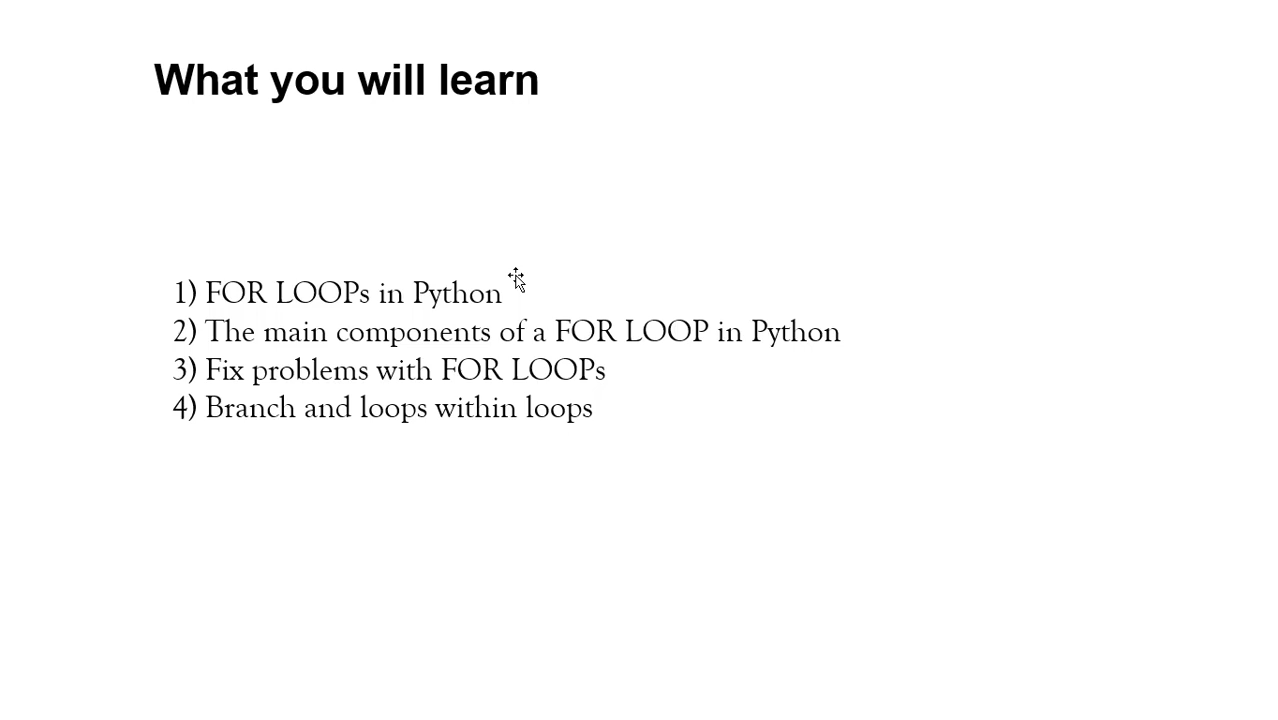 What you will learn
1) FOR LOOPs in Python
2) The main components of a FOR LOOP in Python
3) Fix problems with FOR LOOPs
4) Branch and loops within loops